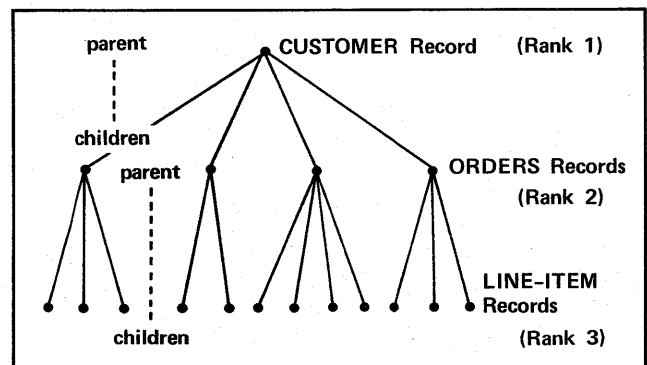 parent
CUSTOMER Record (Rank 1)
children
parent
ORDERS Records
(Rank 2)
LINE-ITEM
Records
children
(Rank 3)